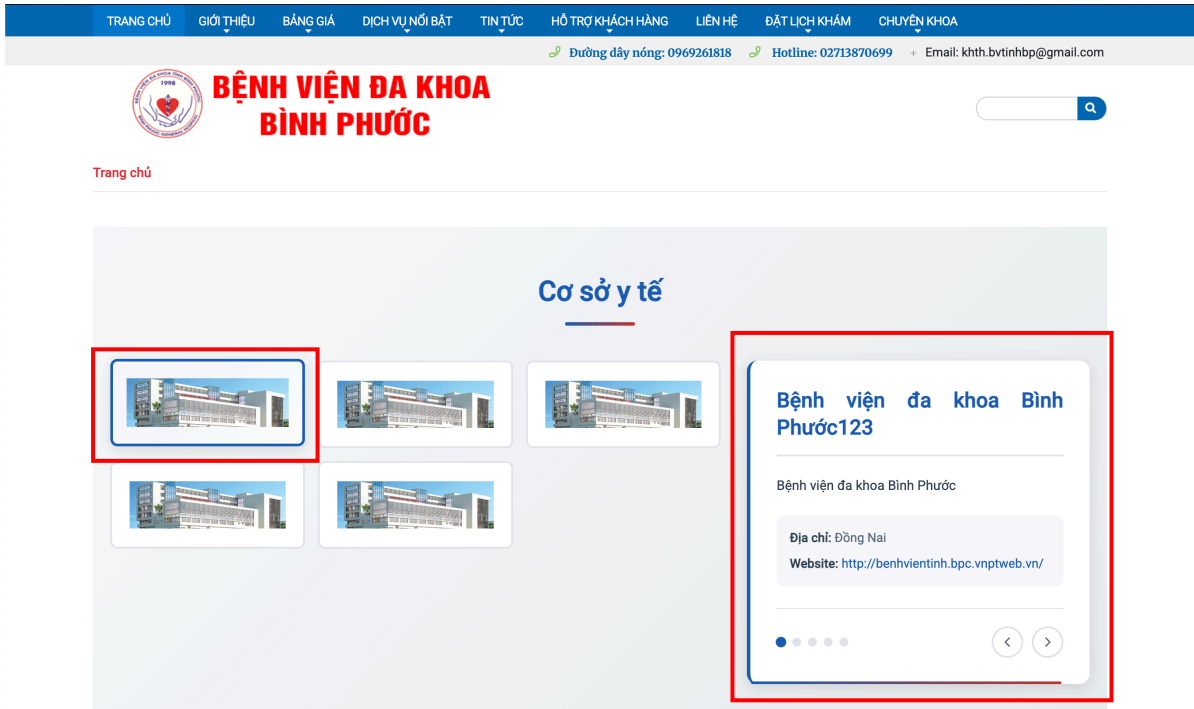 TRANG CHỦ GIỚI THIỆU BẢNG GIÁ DỊCH VỤ NỔI BẬT TIN TỨC HỖ TRỢ KHÁCH HÀNG LIÊN HỆ ĐẶT LỊCH KHÁM CHUYÊN KHOA
Đường dây nóng: 0969261818 Hotline: 02713870699 + Email: khth.bvtinhbp@gmail.com
1998
BỆNH VIỆN ĐA KHOA
BÌNH PHƯỚC
Trang chủ
Cơ sở y tế
Bệnh viện đa khoa Bình
Phước123
Bệnh viện đa khoa Bình Phước
Địa chỉ: Đồng Nai
Website: http://benhvientinh.bpc.vnptweb.vn/